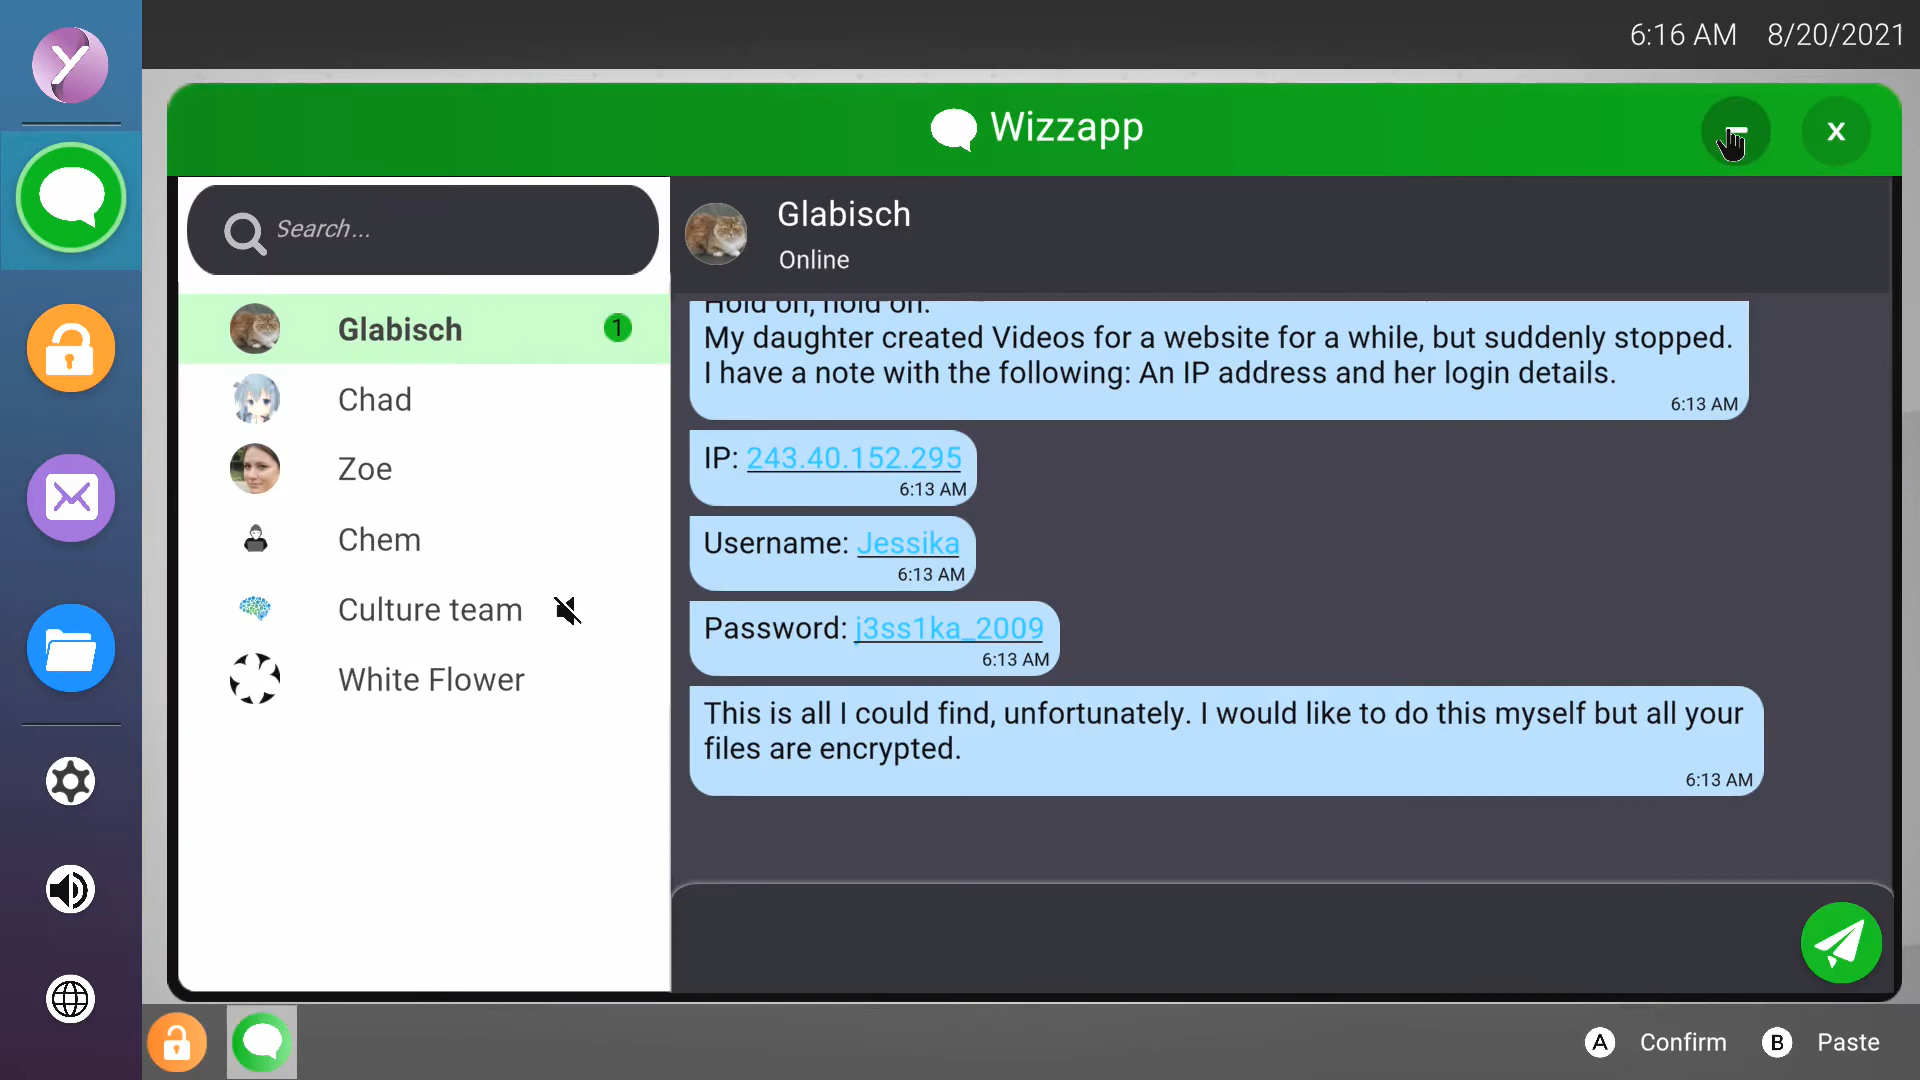 6:16 AM 8/20/2021
Y
Wizzapp
x
Search...
Glabisch
Online
Glabisch 1
Chad
Zoe
Chem
Culture team
White Flower
Hold on, hold on.
My daughter created Videos for a website for a while, but suddenly stopped.
I have a note with the following: An IP address and her login details.
6:13 AM
IP: 243.40.152.295
6:13 AM
Username: Jessika
6:13 AM
Password: j3ss1ka_2009
6:13 AM
This is all I could find, unfortunately. I would like to do this myself but all your
files are encrypted.
6:13 AM
A Confirm B Paste